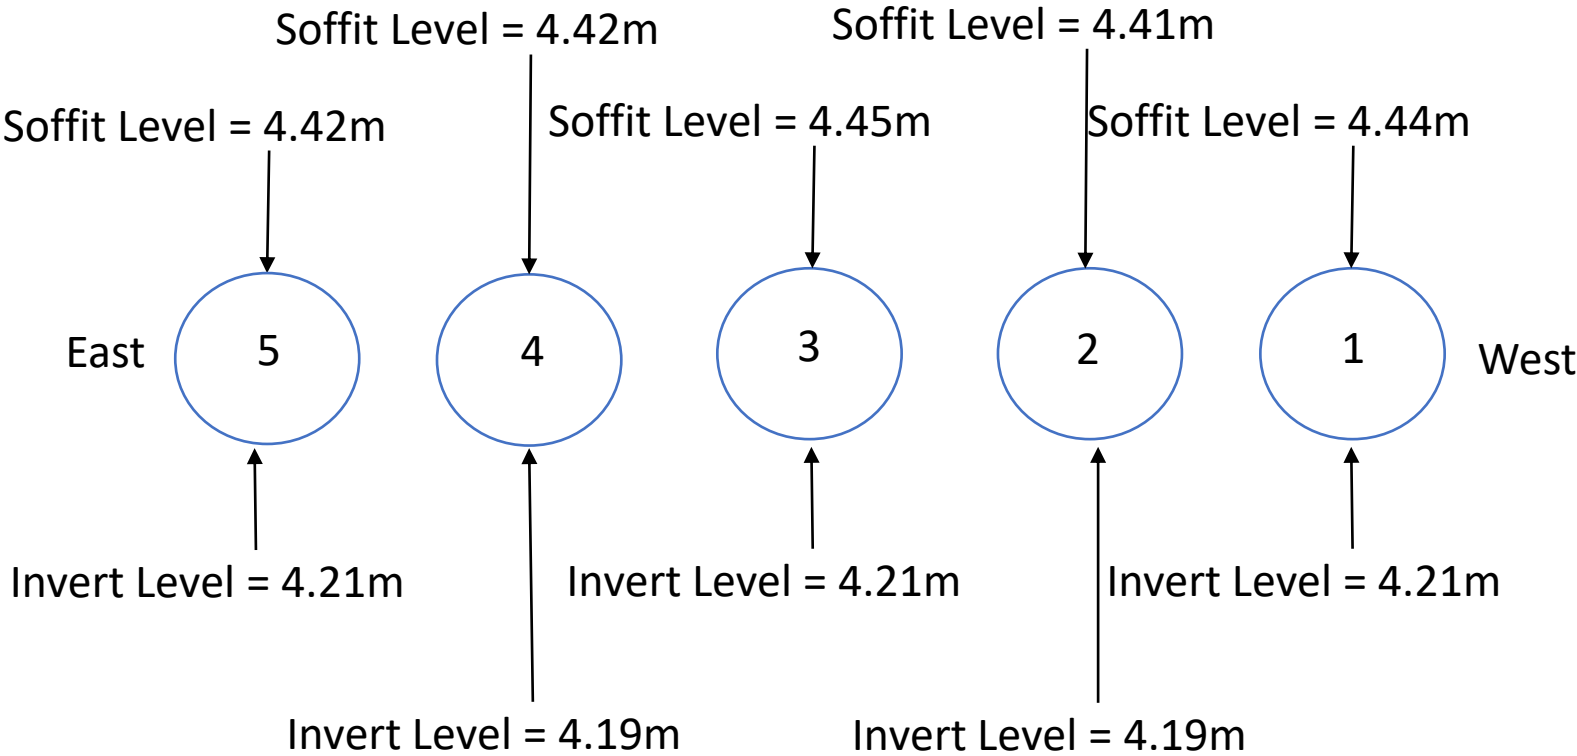 Soffit Level = 4.42m
Soffit Level = 4.41m
Soffit Level = 4.42m
Soffit Level = 4.45m
Soffit Level = 4.44m
East
5
4
3
2
1
West
Invert Level = 4.21m
Invert Level = 4.21m
Invert Level = 4.21m
Invert Level = 4.19m
Invert Level = 4.19m